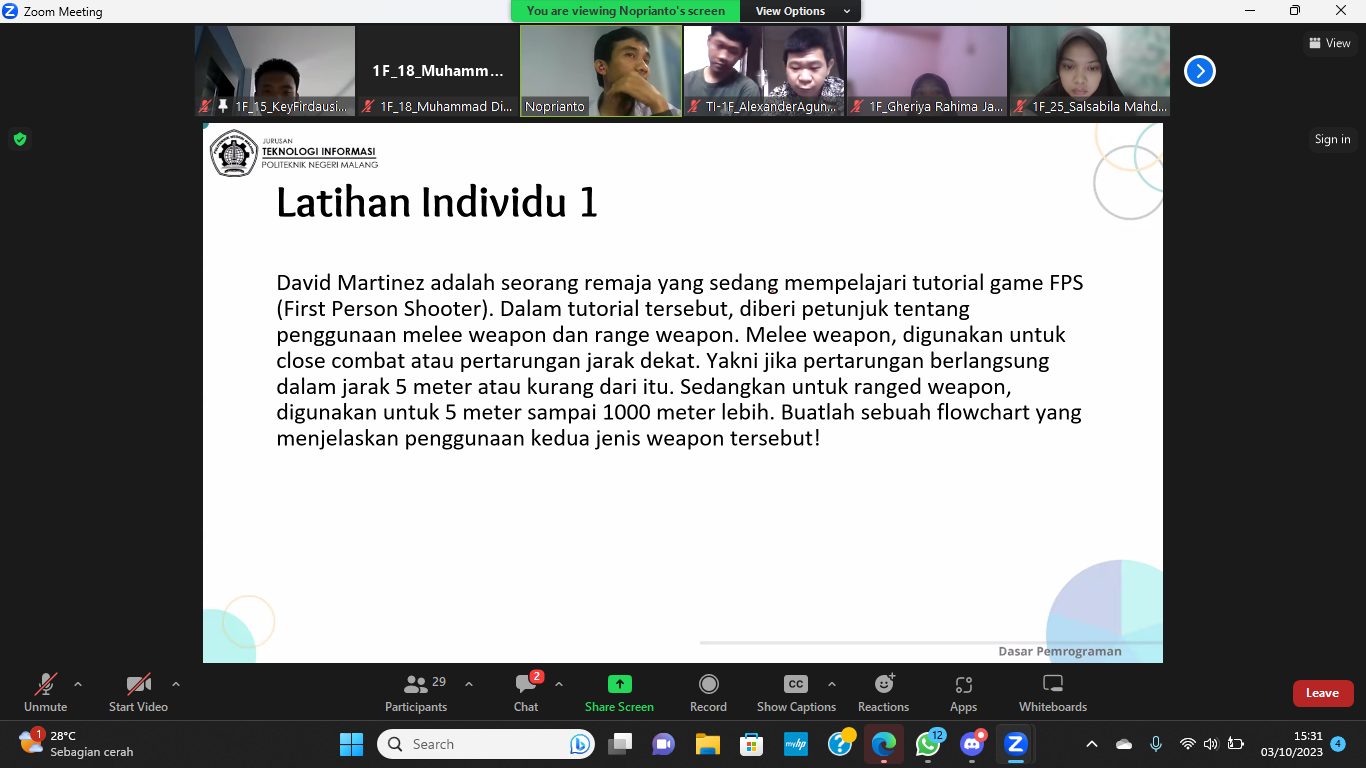 Zoom Meeting
You are viewing Noprianto's screen
View Options
View
1F_15_KeyFirdausi...
1F_18_Muhamm...
1F_18_Muhammad Di...
Noprianto
TI-1F_AlexanderAgun...
1F_Gheriya Rahima Ja...
1F_25_Salsabila Mahd...
Sign in
JURUSAN
TEKNOLOGI INFORMASI
POLITEKNIK NEGERI MALANG
Latihan Individu 1
David Martinez adalah seorang remaja yang sedang mempelajari tutorial game FPS
(First Person Shooter). Dalam tutorial tersebut, diberi petunjuk tentang
penggunaan melee weapon dan range weapon. Melee weapon, digunakan untuk
close combat atau pertarungan jarak dekat. Yakni jika pertarungan berlangsung
dalam jarak 5 meter atau kurang dari itu. Sedangkan untuk ranged weapon,
digunakan untuk 5 meter sampai 1000 meter lebih. Buatlah sebuah flowchart yang
menjelaskan penggunaan kedua jenis weapon tersebut!
Dasar Pemrograman
Unmute
Start Video
Participants
29
Chat
2
Share Screen
Record
CC
Show Captions
Reactions
Apps
Whiteboards
Leave
1
28°C
Sebagian cerah
Search
myhp
12
15:31
03/10/2023
4